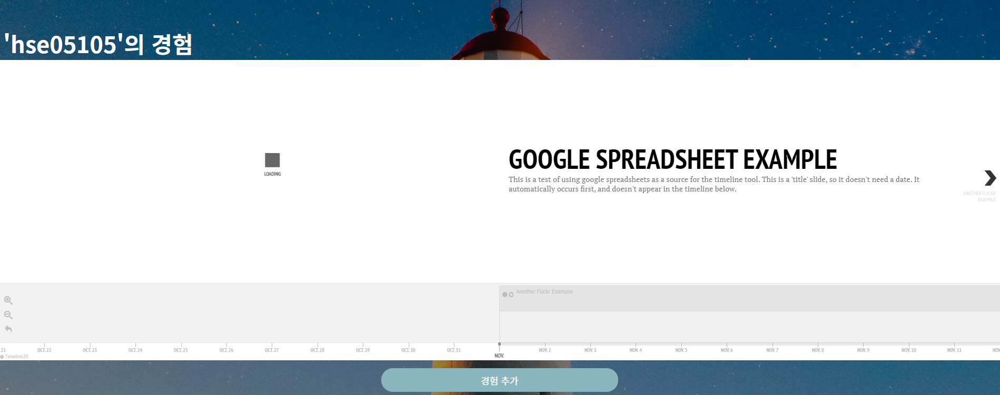 'hse05105'의 경험
LOADING
GOOGLE SPREADSHEET EXAMPLE
This is a test of using google spreadsheets as a source for the timeline tool. This is a 'title' slide, so it doesn't need a date. It
automatically occurs first, and doesn't appear in the timeline below.
ANOTHER FLICKR
EXAMPLE
Another Flickr Example
21 OCT. 22 OCT. 23 OCT. 24 OCT. 25 OCT. 26 OCT. 27 OCT. 28 OCT. 29 OCT. 30 OCT. 31 NOV. 2 NOV. 3 NOV. 4 NOV. 5 NOV. 6 NOV. 7 NOV. 8 NOV. 9 NOV. 10 NOV. 11 NOV
NOV.
TimelineJS
경험 추가